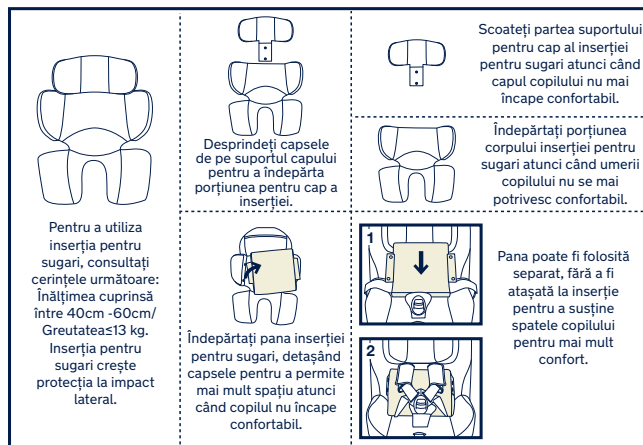 Pentru a utiliza
inserția pentru
sugari, consultați
cerințele următoare:
Înălțimea cuprinsă
între 40cm -60cm/
Greutatea≤13 kg.
Inserția pentru
sugari crește
protecția la impact
lateral.
Desprindeți capsele
de pe suportul capului
pentru a îndepărta
porțiunea pentru cap a
inserției.
Scoateți partea suportului
pentru cap al inserției
pentru sugari atunci când
capul copilului nu mai
încape confortabil.
Îndepărtați porțiunea
corpului inserției pentru
sugari atunci când umerii
copilului nu se mai
potrivesc confortabil.
Îndepărtați pana inserției
pentru sugari, detașând
capsele pentru a permite
mai mult spațiu atunci
când copilul nu încape
confortabil.
1
2
Pana poate fi folosită
separat, fără a fi
atașată la inserție
pentru a susține
spatele copilului
pentru mai mult
confort.